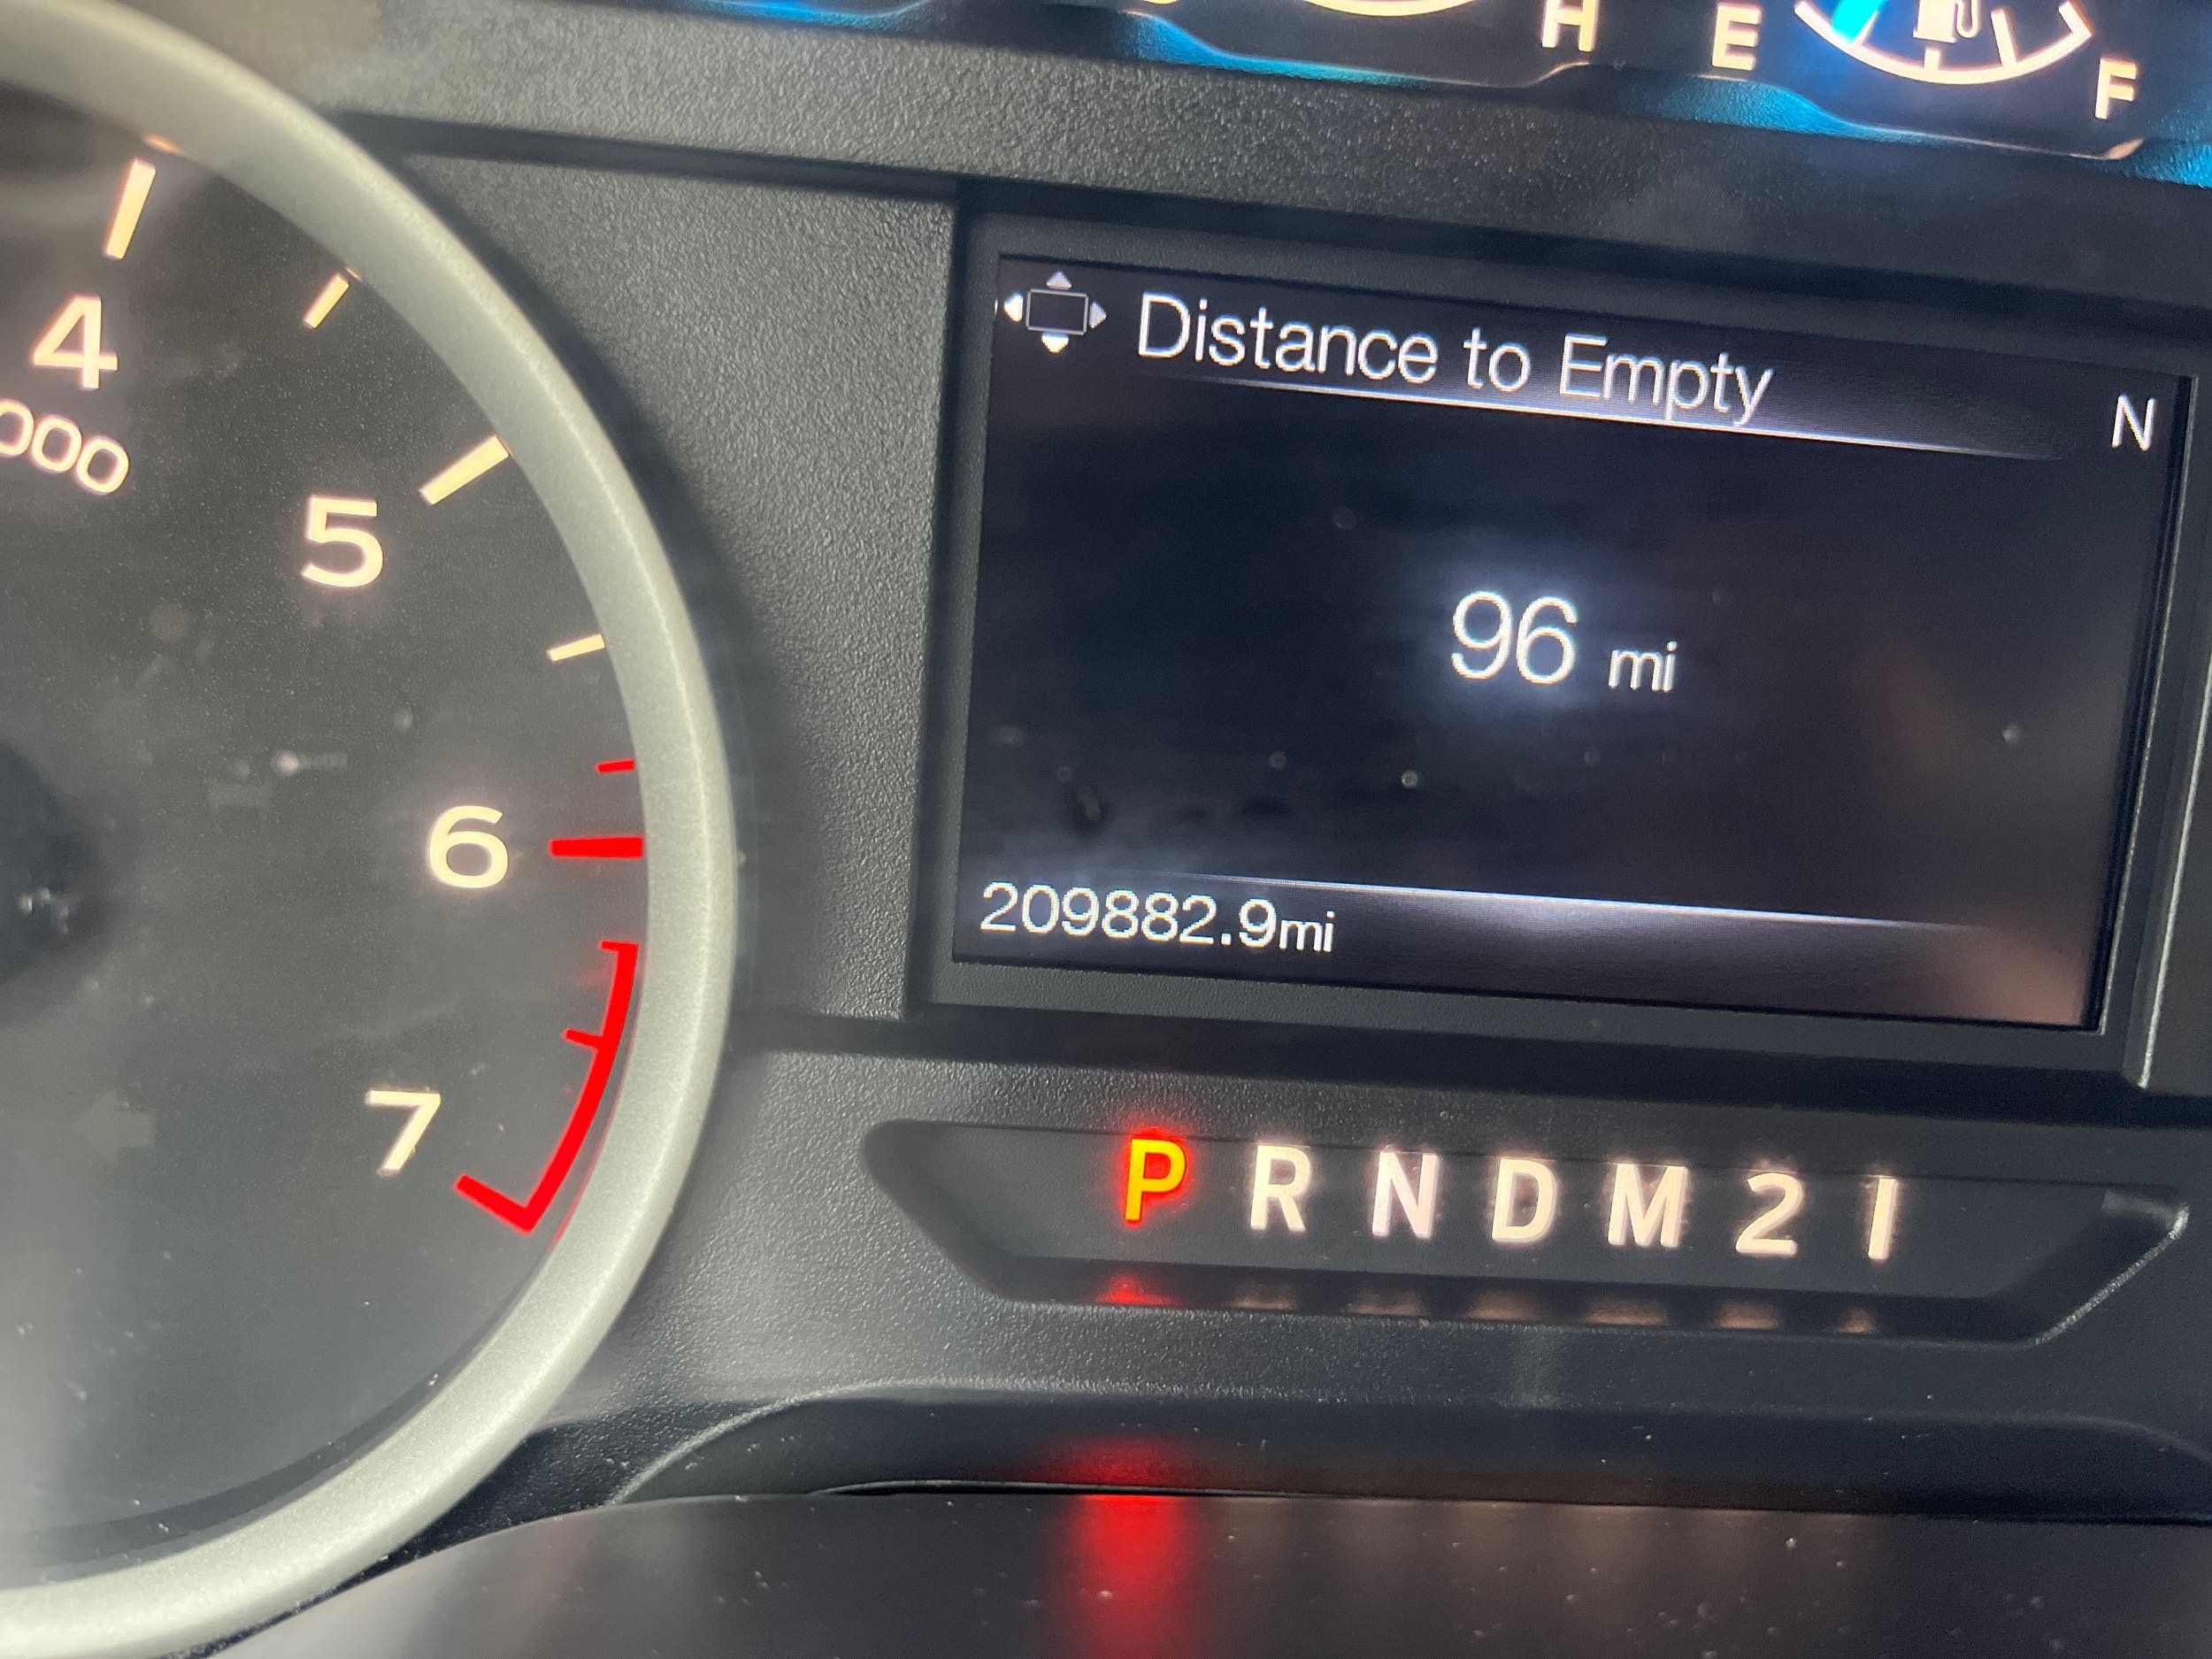 H E F
4
000
5
6
7
Distance to Empty
N
96 mi
209882.9mi
P R N D M 2 1